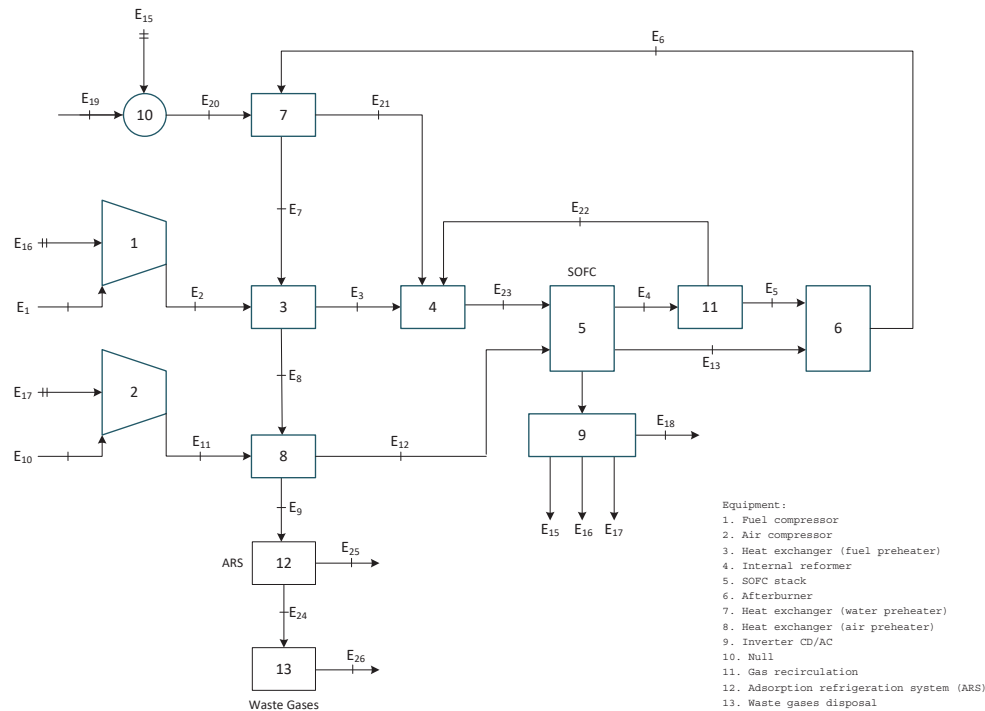 E15
E6
E19
E20
E21
10
7
E7
E22
E16
1
SOFC
E1
E2
E3
E23
E4
E5
3
4
5
11
6
E13
E8
E17
2
E18
9
E10
E11
E12
8
E9
E15 E16 E17
E25
ARS
12
E24
E26
13
Waste Gases
Equipment:
1. Fuel compressor
2. Air compressor
3. Heat exchanger (fuel preheater)
4. Internal reformer
5. SOFC stack
6. Afterburner
7. Heat exchanger (water preheater)
8. Heat exchanger (air preheater)
9. Inverter CD/AC
10. Null
11. Gas recirculation
12. Adsorption refrigeration system (ARS)
13. Waste gases disposal